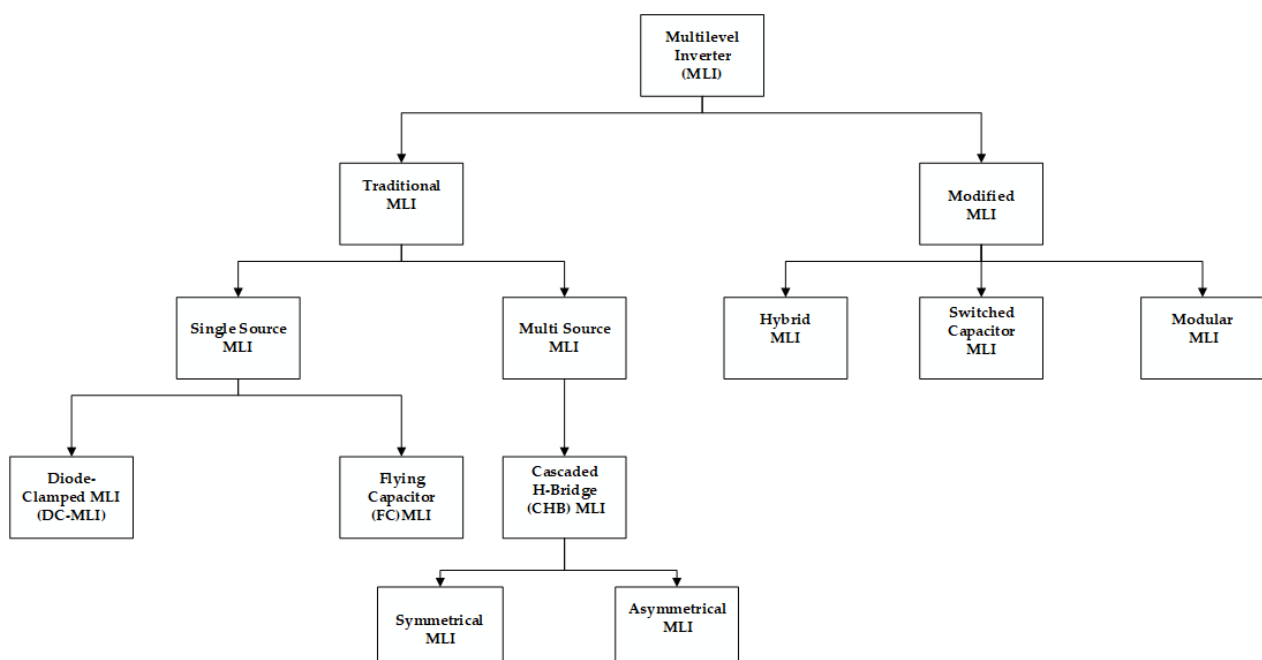 Multilevel
Inverter
(MLI)
Traditional
MLI
Modified
MLI
Single Source
MLI
Multi Source
MLI
Hybrid
MLI
Switched
Capacitor
MLI
Modular
MLI
Diode-
Clamped MLI
(DC-MLI)
Flying
Capacitor
(FC)MLI
Cascaded
H-Bridge
(CHB) MLI
Symmetrical
MLI
Asymmetrical
MLI